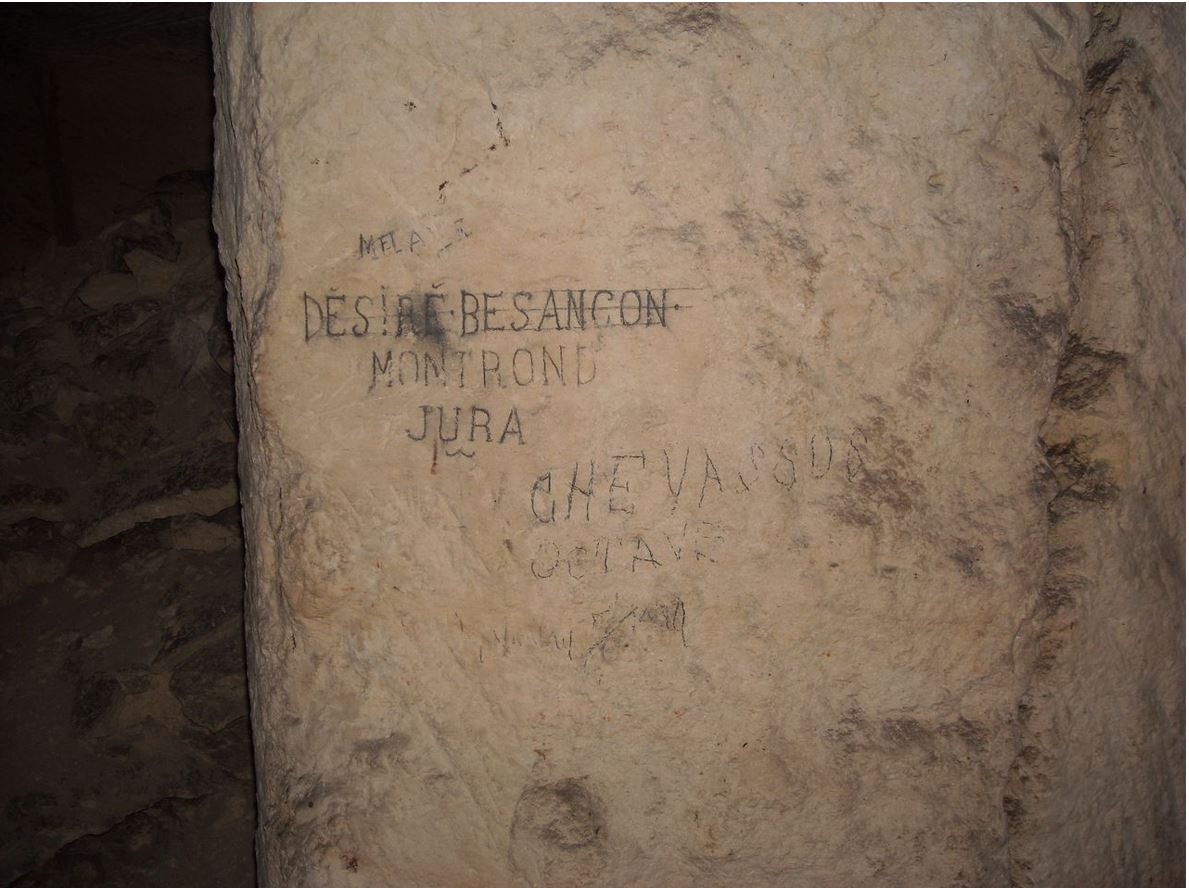 DÉSIRÉ·BESANCON·
MONTROND
JURA
CHEVASSUS
OCTAVE